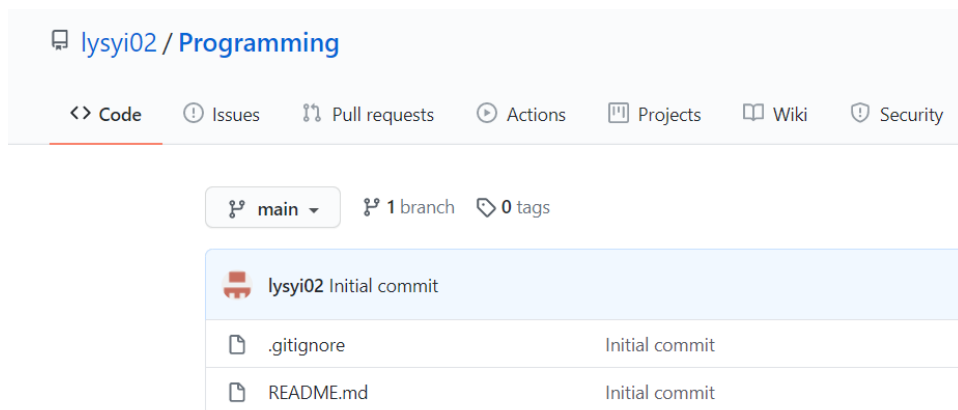 lysyi02 / Programming
<> Code Issues Pull requests Actions Projects Wiki Security
main 1 branch 0 tags
lysyi02 Initial commit
.gitignore Initial commit
README.md Initial commit